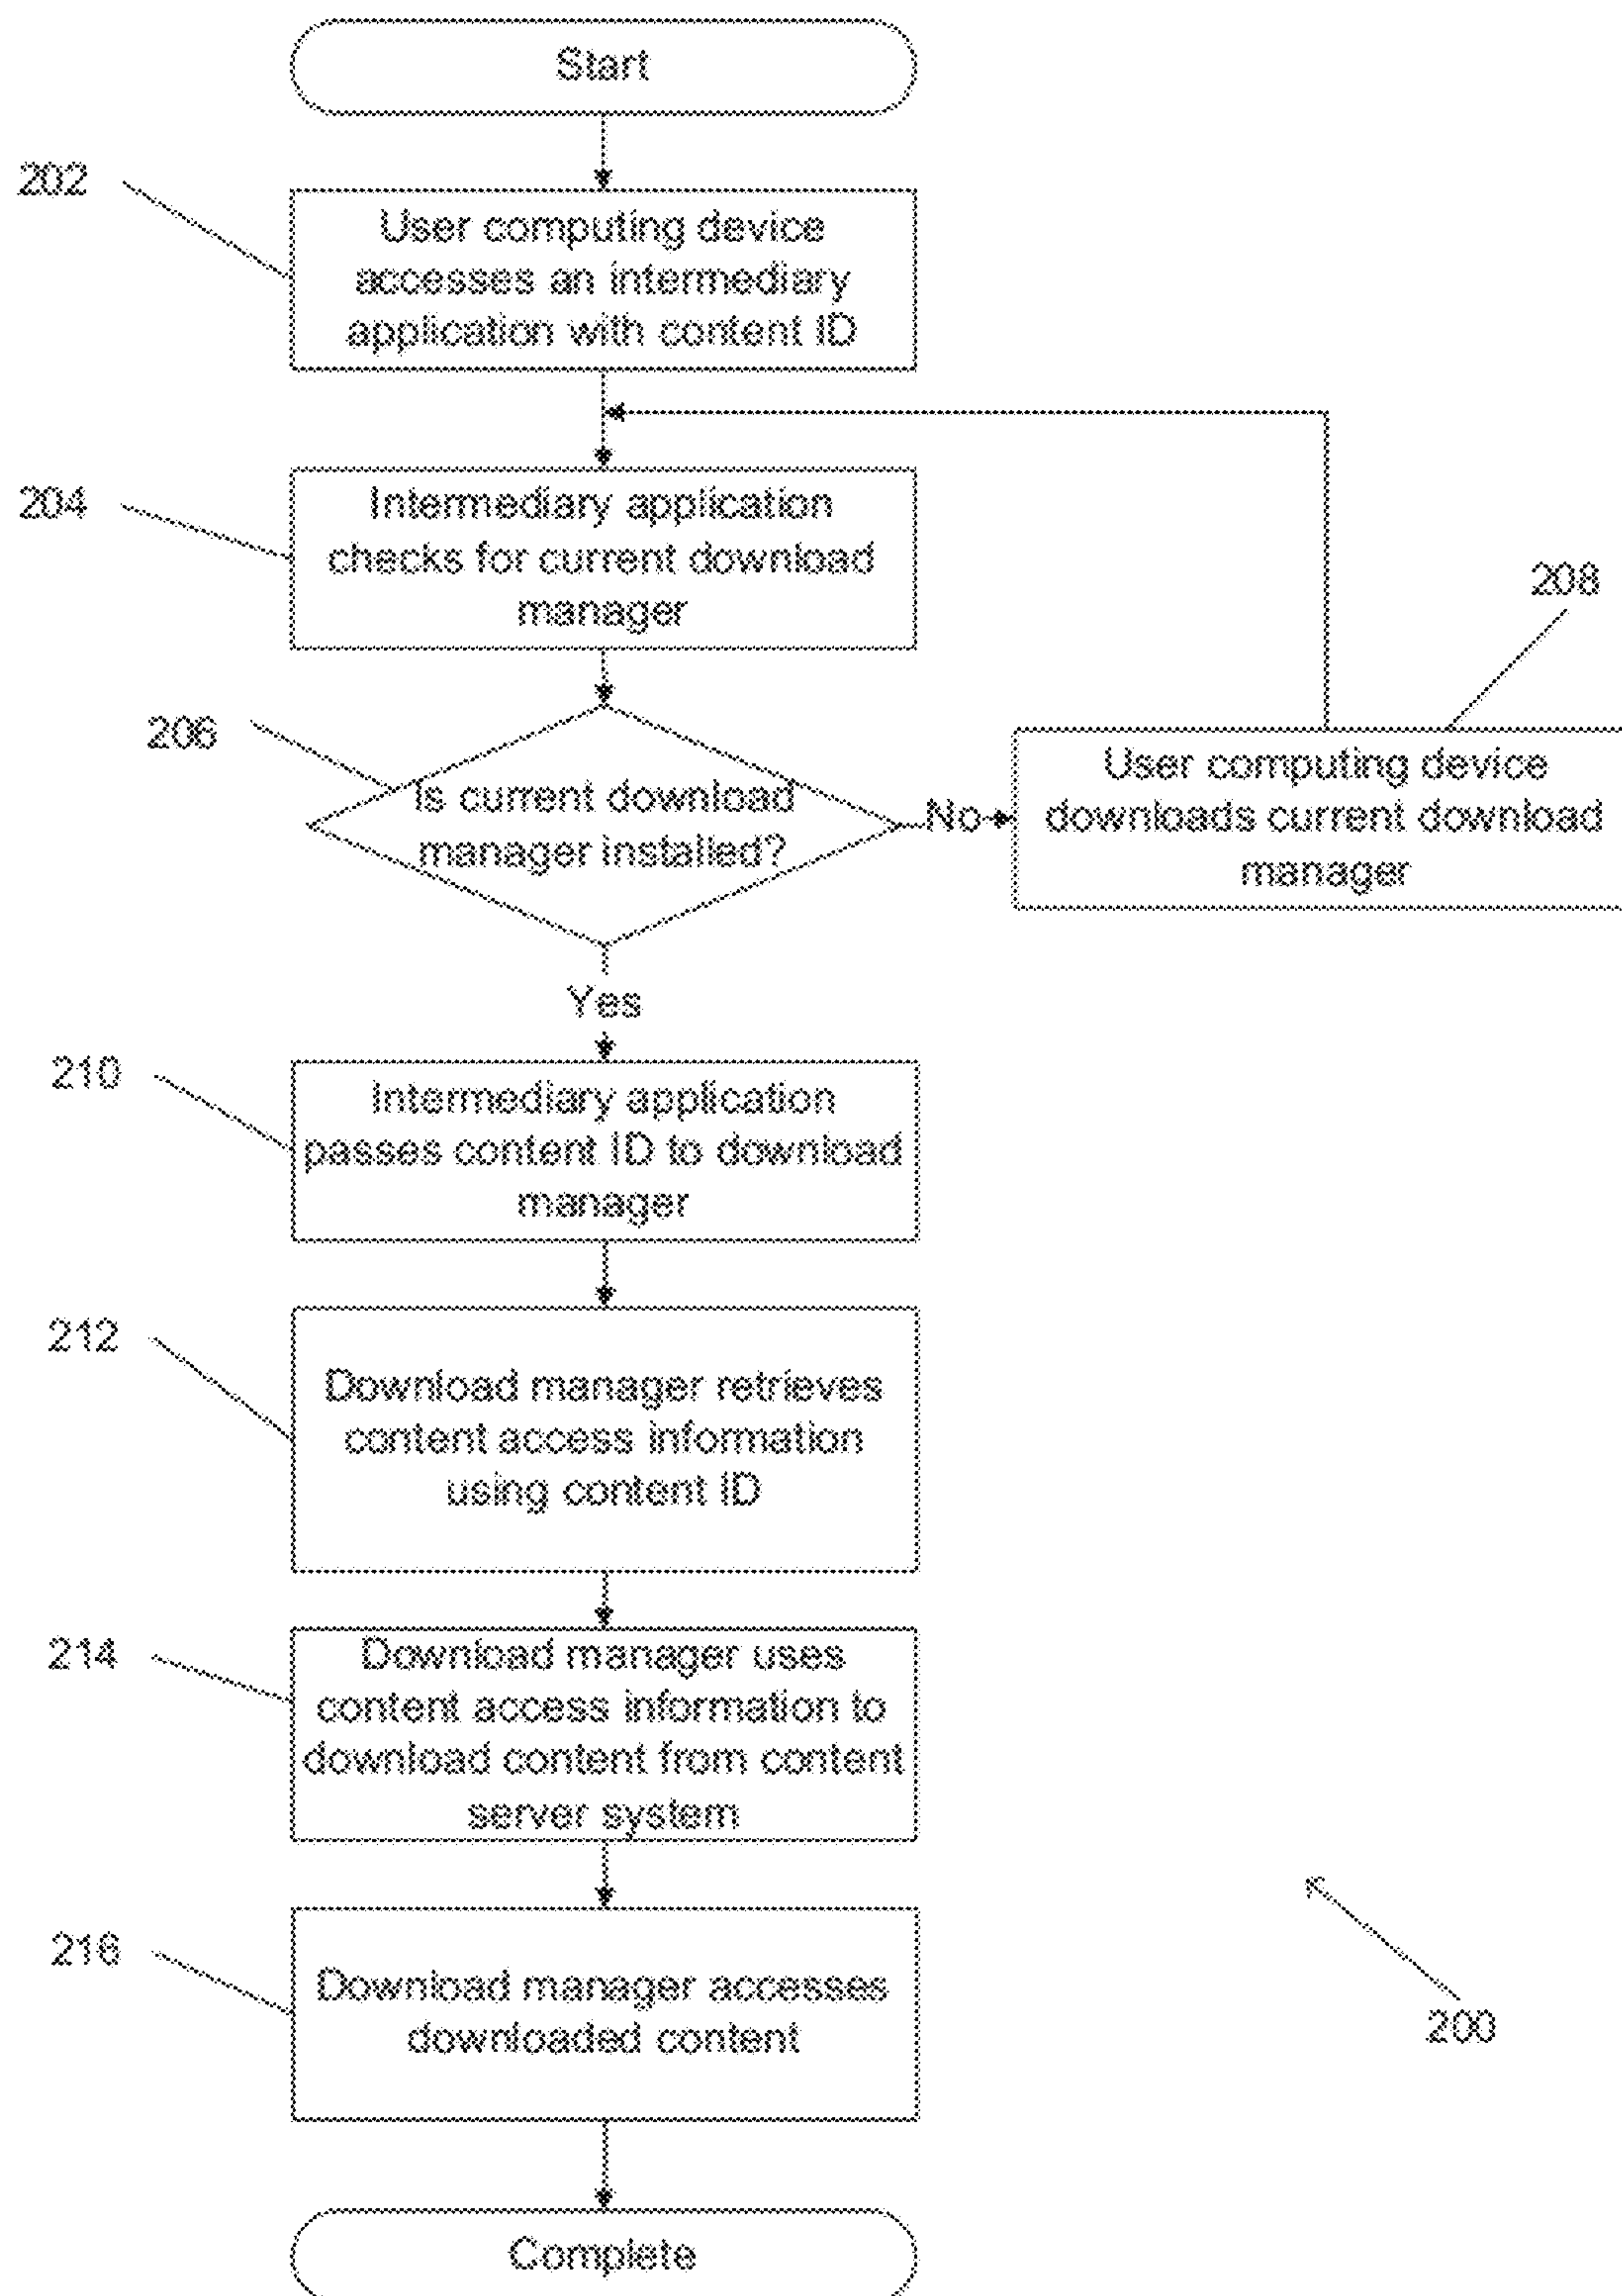 Start
202
User computing device
accesses an intermediary
application with content ID
204
Intermediary application
checks for current download
manager
208
206
Is current download
manager installed?
No
User computing device
downloads current download
manager
Yes
210
Intermediary application
passes content ID to download
manager
212
Download manager retrieves
content access information
using content ID
214
Download manager uses
content access information to
download content from content
server system
216
Download manager accesses
downloaded content
200
Complete